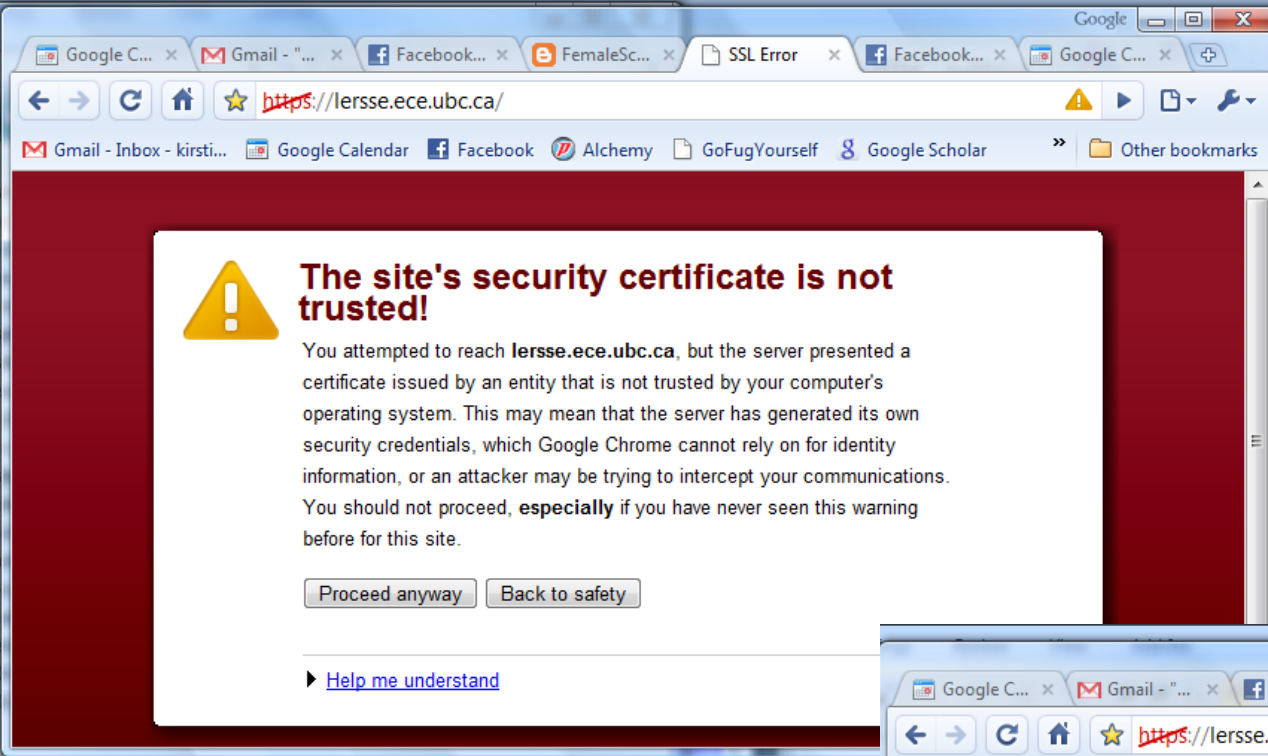 Google
Google C...
Gmail - "...
Facebook...
FemaleSc...
SSL Error
Facebook...
Google C...
https://lersse.ece.ubc.ca/
Gmail - Inbox - kirsti...
Google Calendar
Facebook
Alchemy
GoFugYourself
Google Scholar
»
Other bookmarks
The site's security certificate is not
trusted!
You attempted to reach lersse.ece.ubc.ca, but the server presented a
certificate issued by an entity that is not trusted by your computer's
operating system. This may mean that the server has generated its own
security credentials, which Google Chrome cannot rely on for identity
information, or an attacker may be trying to intercept your communications.
You should not proceed, especially if you have never seen this warning
before for this site.
Proceed anyway
Back to safety
Help me understand
Google C...
Gmail - "...
https://lersse.